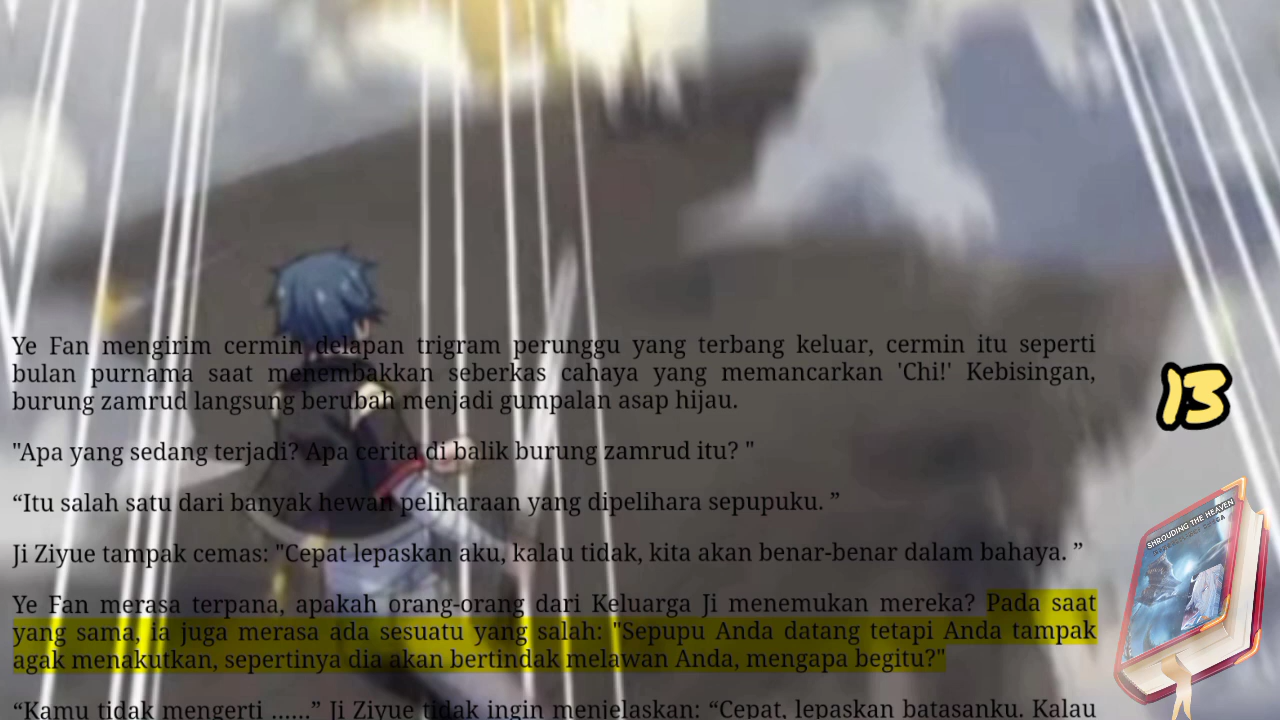 Ye Fan mengirim cermin delapan trigram perunggu yang terbang keluar, cermin itu seperti
bulan purnama saat menembakkan seberkas cahaya yang memancarkan 'Chi!' Kebisingan,
burung zamrud langsung berubah menjadi gumpalan asap hijau.
"Apa yang sedang terjadi? Apa cerita di balik burung zamrud itu? "
“Itu salah satu dari banyak hewan peliharaan yang dipelihara sepupuku. ”
Ji Ziyue tampak cemas: "Cepat lepaskan aku, kalau tidak, kita akan benar-benar dalam bahaya. ”
Ye Fan merasa terpana, apakah orang-orang dari Keluarga Ji menemukan mereka? Pada saat
yang sama, ia juga merasa ada sesuatu yang salah: "Sepupu Anda datang tetapi Anda tampak
agak menakutkan, sepertinya dia akan bertindak melawan Anda, mengapa begitu?"
“Kamu tidak mengerti ......” Ji Ziyue tidak ingin menjelaskan: “Cepat, lepaskan batasanku. Kalau
13
SHROUDING THE HEAVEN